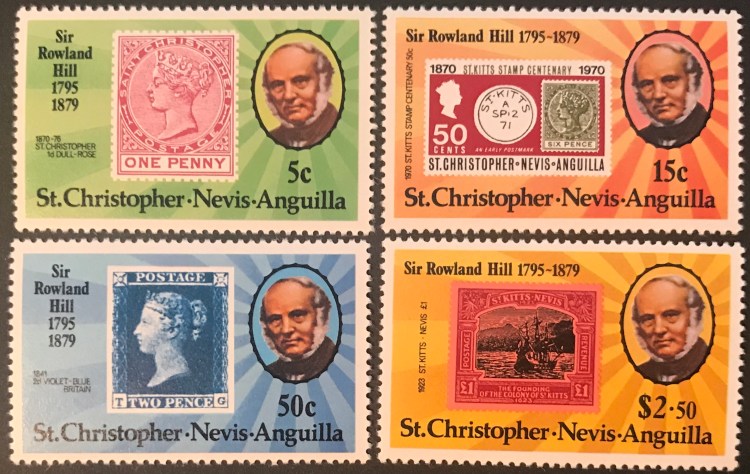 Sir
Rowland
Hill
1795
1879
1870-76
ST.CHRISTOPHER
1d DULL-ROSE
SAINT CHRISTOPHER
POSTAGE
ONE PENNY
5c
St.Christopher·Nevis·Anguilla
Sir Rowland Hill 1795-1879
1970 ST.KITTS STAMP CENTENARY 50c
1870 ST.KITTS STAMP CENTENARY 1970
50
CENTS
ST·KITTS
A
SP·2
71
AN EARLY POSTMARK
SIX PENCE
ST.CHRISTOPHER·NEVIS·ANGUILLA
15c
St.Christopher·Nevis·Anguilla
Sir
Rowland
Hill
1795
1879
1841
2d VIOLET-BLUE
BRITAIN
POSTAGE
T TWO PENCE G
50c
St.Christopher·Nevis·Anguilla
Sir Rowland Hill 1795-1879
1923 ST.KITTS - NEVIS £1
ST KITTS-NEVIS
POSTAGE
REVENUE
£1
THE FOUNDING
OF THE COLONY OF ST KITTS
1623
£1
$2·50
St.Christopher·Nevis·Anguilla